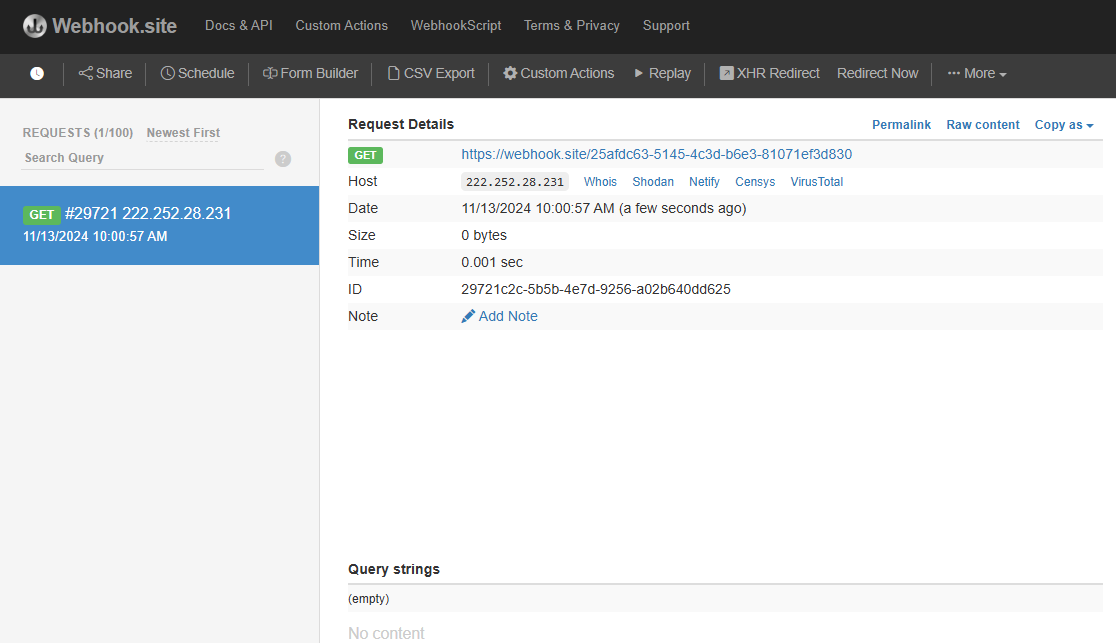 Webhook.site Docs & API Custom Actions WebhookScript Terms & Privacy Support
Share Schedule Form Builder CSV Export Custom Actions Replay XHR Redirect Redirect Now ··· More
REQUESTS (1/100) Newest First
Search Query ?
GET #29721 222.252.28.231
11/13/2024 10:00:57 AM
Request Details Permalink Raw content Copy as
GET https://webhook.site/25afdc63-5145-4c3d-b6e3-81071ef3d830
Host 222.252.28.231 Whois Shodan Netify Censys VirusTotal
Date 11/13/2024 10:00:57 AM (a few seconds ago)
Size 0 bytes
Time 0.001 sec
ID 29721c2c-5b5b-4e7d-9256-a02b640dd625
Note Add Note
Query strings
(empty)
No content